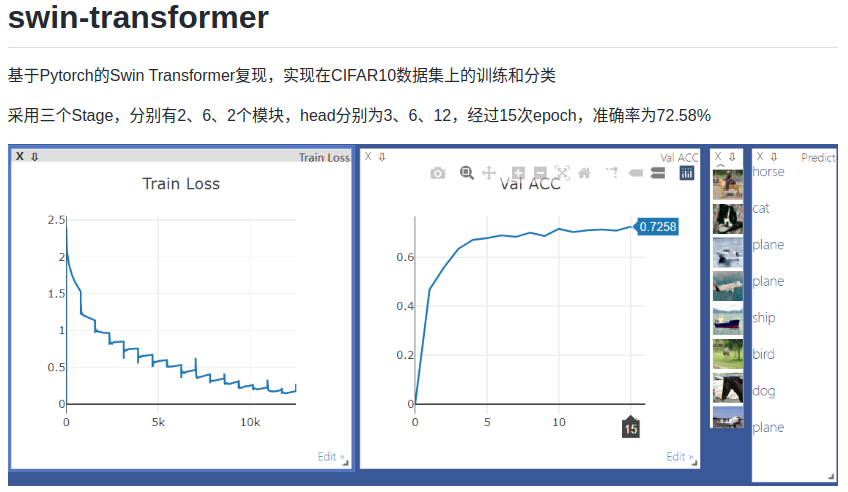 swin-transformer
基于Pytorch的Swin Transformer复现，实现在CIFAR10数据集上的训练和分类
采用三个Stage，分别有2、6、2个模块，head分别为3、6、12，经过15次epoch，准确率为72.58%
X
Train Loss
Train Loss
2.5
2
1.5
1
0.5
0
0
5k
10k
Edit »
X
Val ACC
Val ACC
0.7258
0.6
0.4
0.2
0
0
5
10
15
Edit »
X
X
Predict
horse
cat
plane
plane
ship
bird
dog
plane